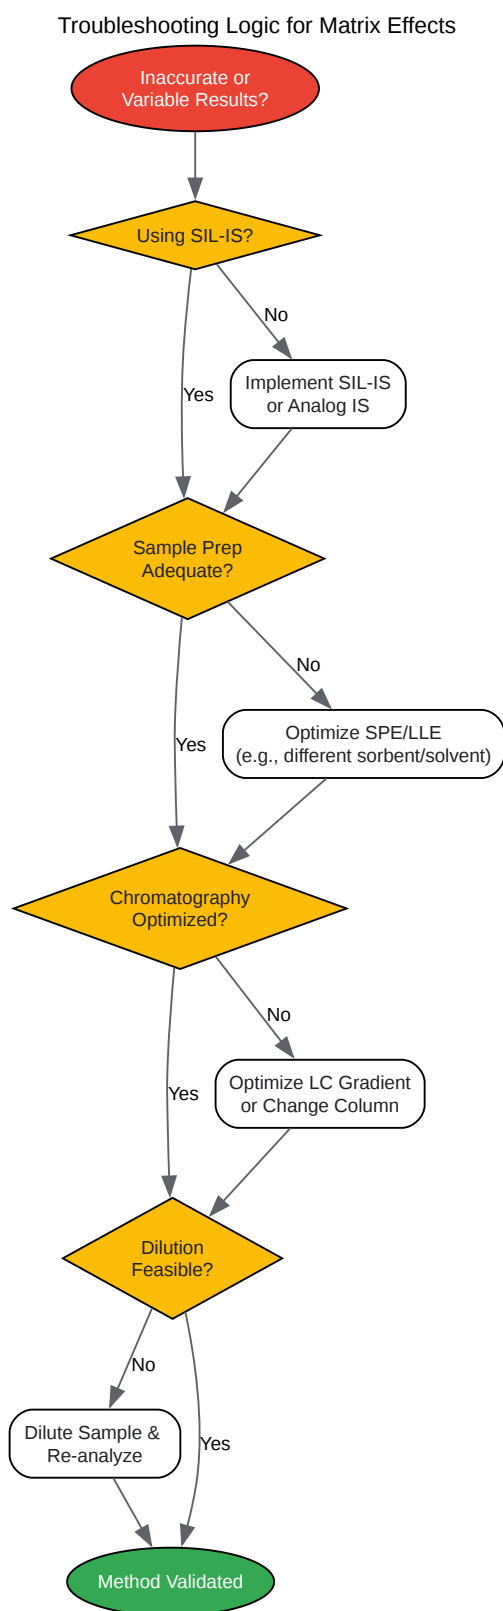 Troubleshooting Logic for Matrix Effects
Inaccurate or
Variable Results?
Using SIL-IS?
No
Implement SIL-IS
or Analog IS
Yes
Sample Prep
Adequate?
No
Optimize SPE/LLE
(e.g., different sorbent/solvent)
Yes
Chromatography
Optimized?
No
Optimize LC Gradient
or Change Column
Yes
Dilution
Feasible?
No
Dilute Sample &
Re-analyze
Yes
Method Validated